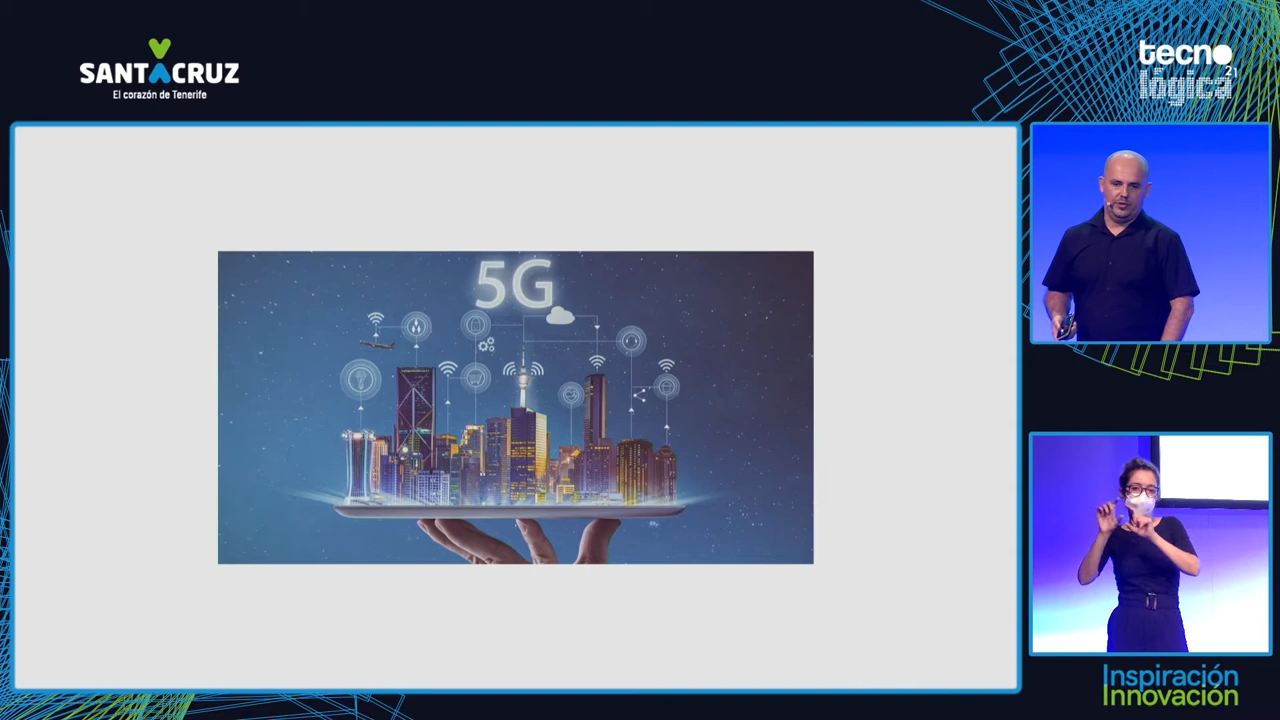 SANTACRUZ
El corazón de Tenerife
tecno
lógica
21
5G
Inspiración
Innovación